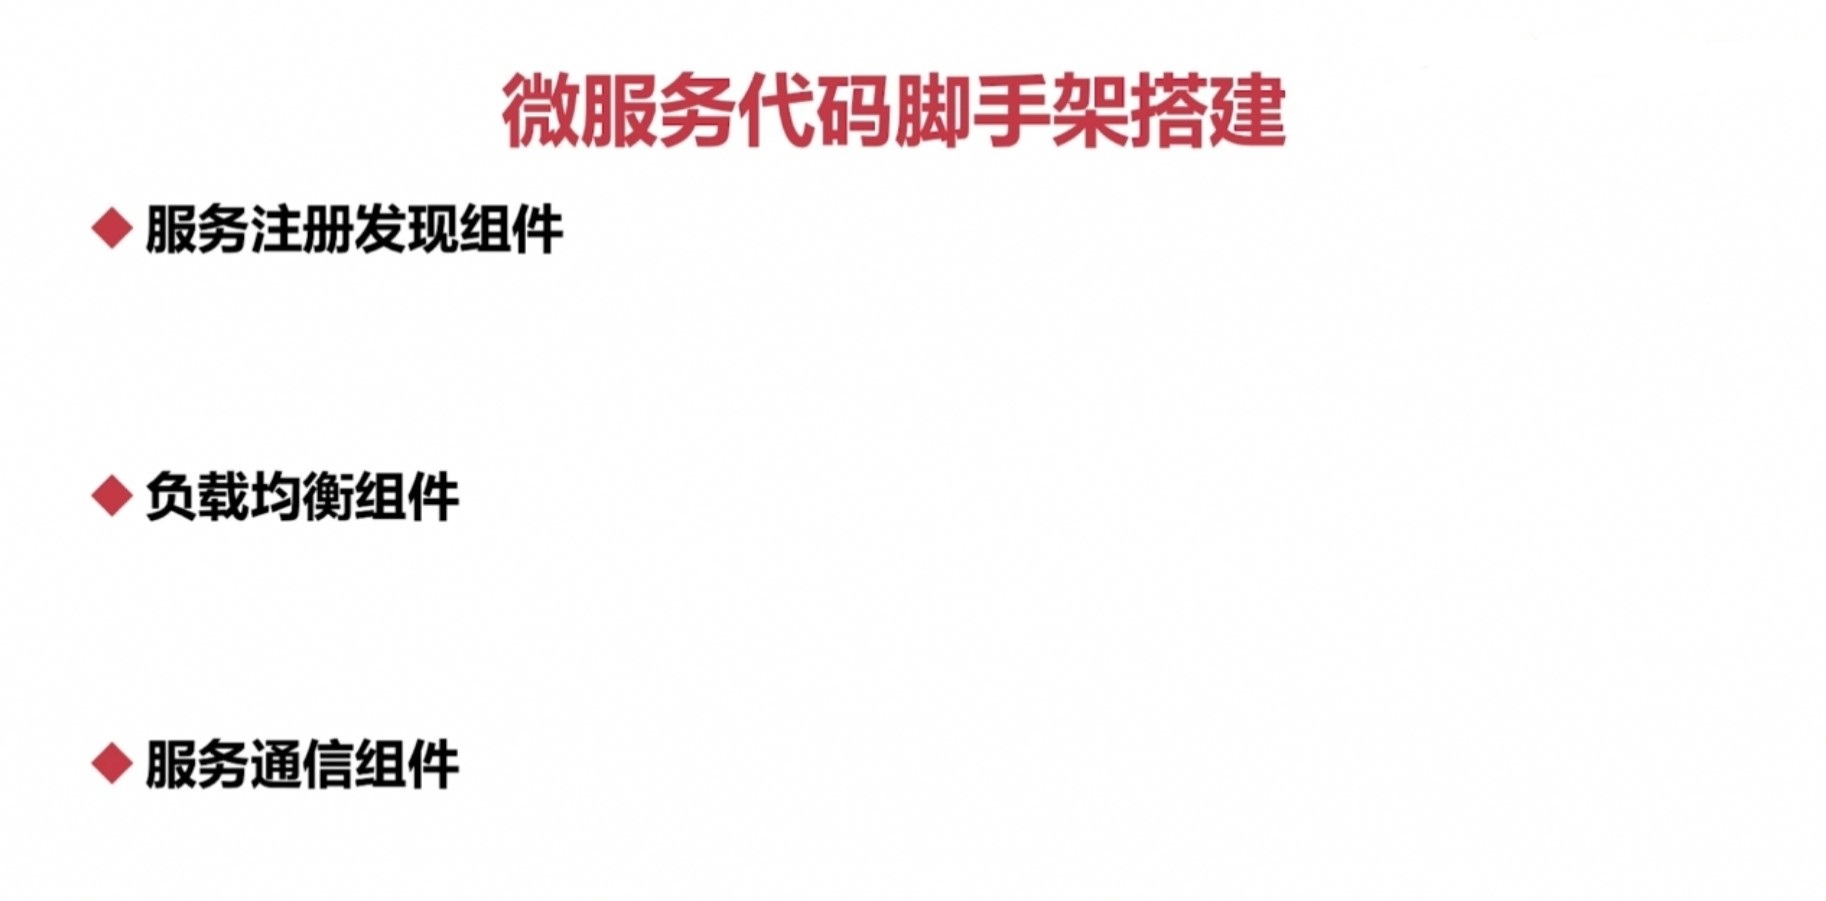 微服务代码脚手架搭建
服务注册发现组件
负载均衡组件
服务通信组件